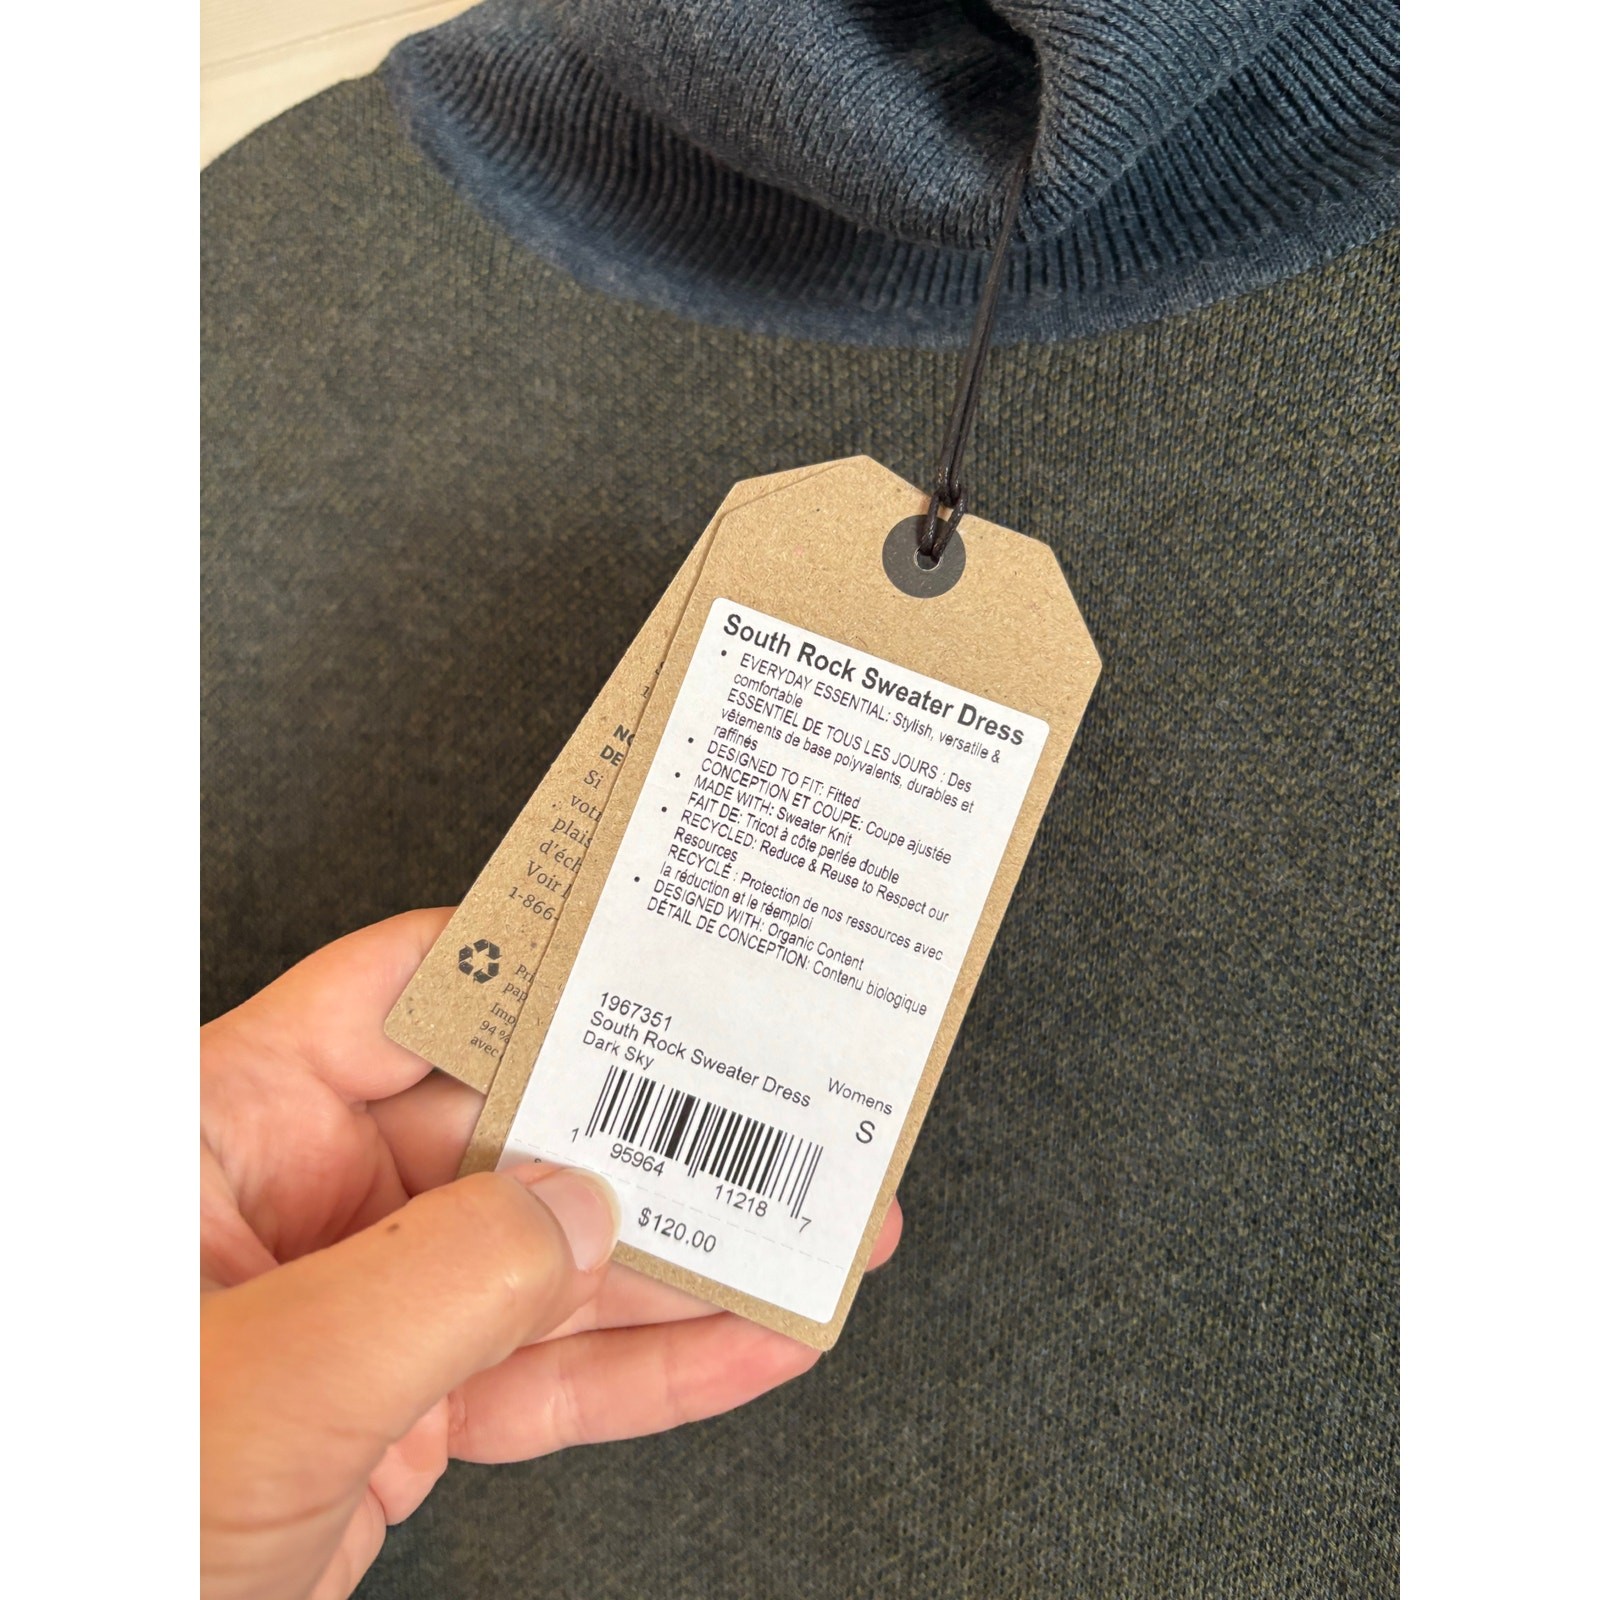 South Rock Sweater Dress
• EVERYDAY ESSENTIAL: Stylish, versatile &
comfortable
ESSENTIEL DE TOUS LES JOURS : Des
vêtements de base polyvalents, durables et
raffinés
• DESIGNED TO FIT: Fitted
CONCEPTION ET COUPE: Coupe ajustée
• MADE WITH: Sweater Knit
FAIT DE: Tricot à côte perlée double
• RECYCLED: Reduce & Reuse to Respect our
Resources
RECYCLÉ : Protection de nos ressources avec
la réduction et le réemploi
• DESIGNED WITH: Organic Content
DÉTAIL DE CONCEPTION: Contenu biologique
1967351
South Rock Sweater Dress
Dark Sky
Womens
S
1 95964 11218 7
$120.00
DE
Si
plais
Voir
1-866-
94 %
avec